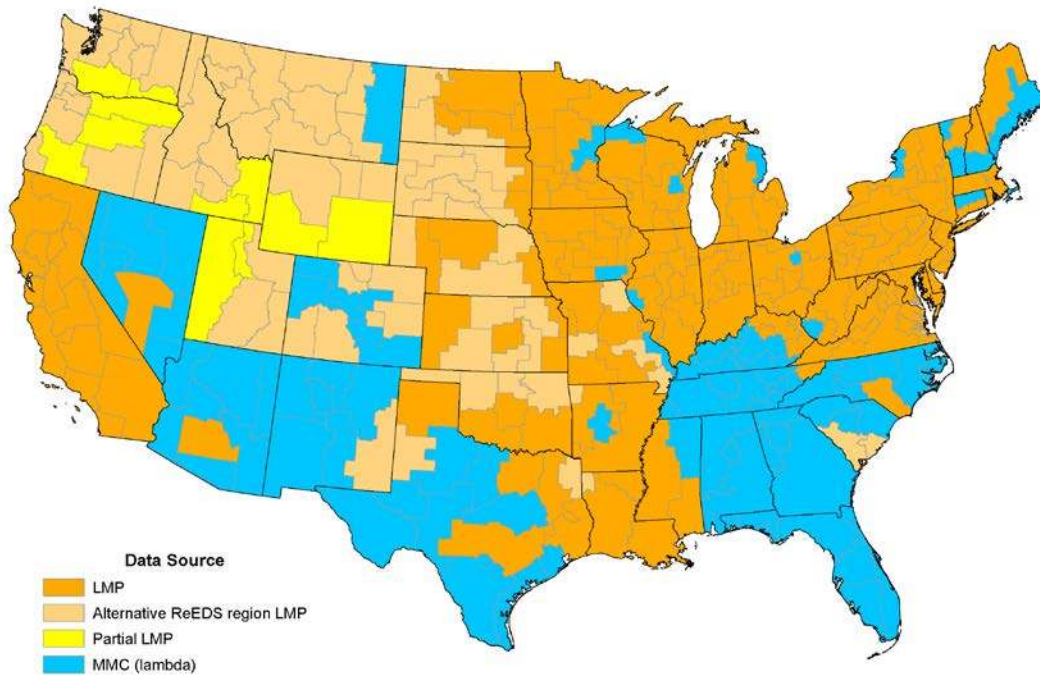 Data Source
LMP
Alternative ReEDS region LMP
Partial LMP
MMC (lambda)